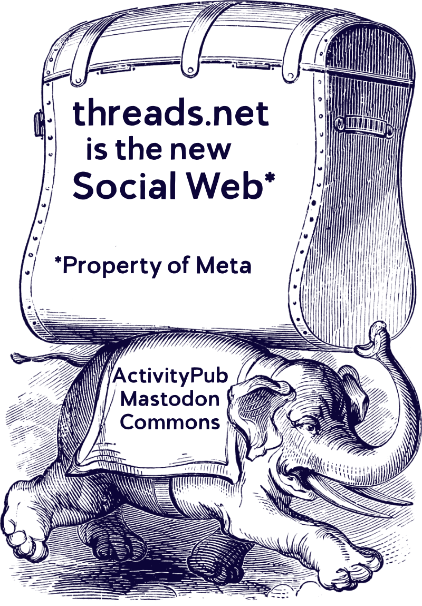 threads.net
is the new
Social Web*
*Property of Meta
ActivityPub
Mastodon
Commons